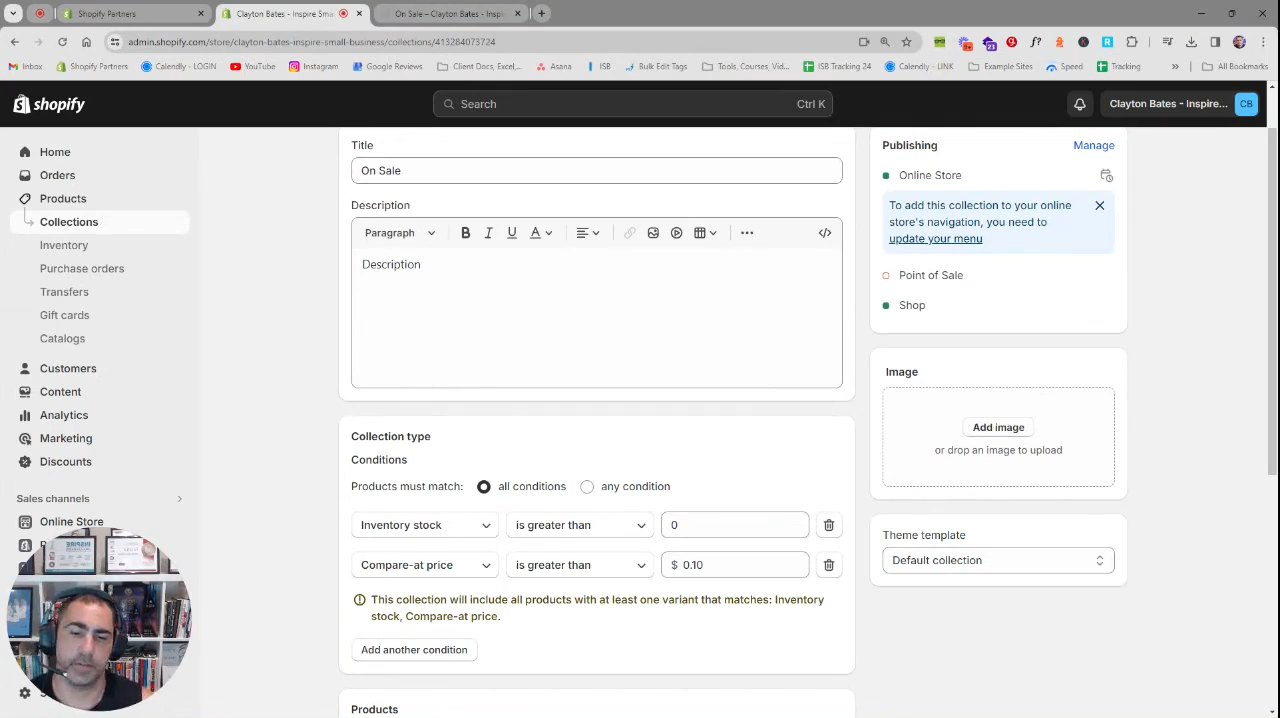 Shopify Partners
Clayton Bates - Inspire Sma
On Sale – Clayton Bates - Inspi
admin.shopify.com/store/clayton-bates-inspire-small-business/collections/413284073724
Inbox
Shopify Partners
Calendly - LOGIN
YouTube
Instagram
Google Reviews
Client Docs, Excel,...
Asana
ISB
Bulk Edit Tags
Tools, Courses, Vid...
ISB Tracking 24
Calendly - LINK
Example Sites
Speed
Tracking
All Bookmarks
shopify
Search
Ctrl K
Clayton Bates - Inspire...
CB
Home
Orders
Products
Collections
Inventory
Purchase orders
Transfers
Gift cards
Catalogs
Customers
Content
Analytics
Marketing
Discounts
Sales channels
Online Store
Title
On Sale
Description
Paragraph
B I U A
Description
Collection type
Conditions
Products must match:
all conditions
any condition
Inventory stock
is greater than
0
Compare-at price
is greater than
$ 0.10
This collection will include all products with at least one variant that matches: Inventory
stock, Compare-at price.
Add another condition
Products
Publishing
Manage
Online Store
To add this collection to your online
store's navigation, you need to
update your menu
Point of Sale
Shop
Image
Add image
or drop an image to upload
Theme template
Default collection